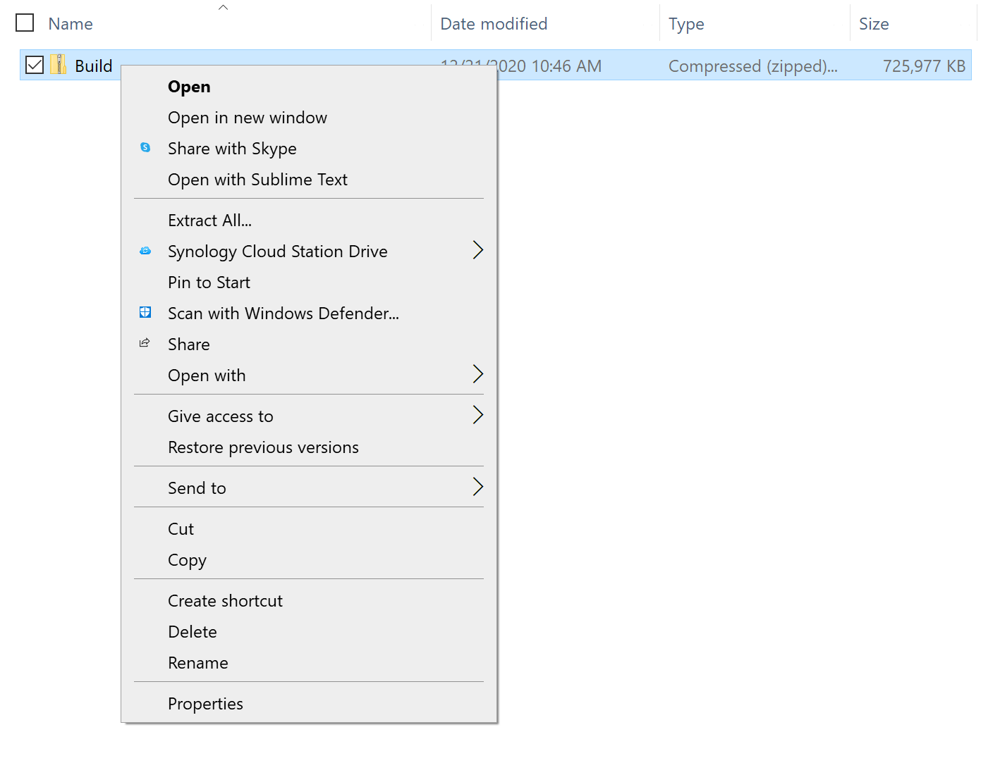 Name Date modified Type Size
Build 2020 10:46 AM Compressed (zipped)... 725,977 KB
Open
Open in new window
Share with Skype
Open with Sublime Text
Extract All...
Synology Cloud Station Drive
Pin to Start
Scan with Windows Defender...
Share
Open with
Give access to
Restore previous versions
Send to
Cut
Copy
Create shortcut
Delete
Rename
Properties